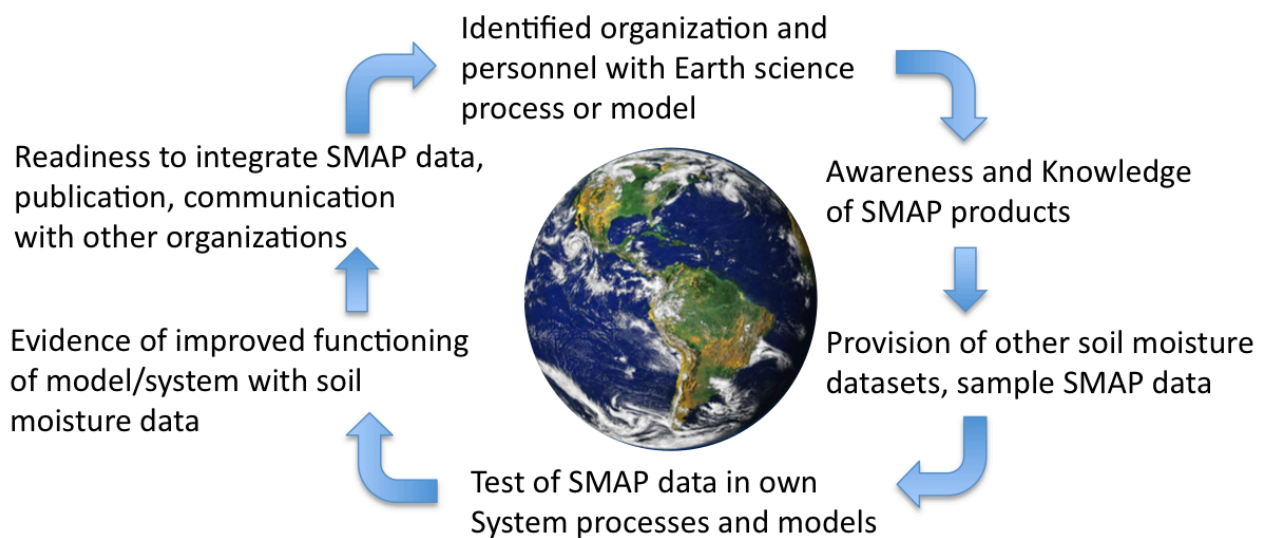 Identified organization and
personnel with Earth science
process or model
Awareness and Knowledge
of SMAP products
Provision of other soil moisture
datasets, sample SMAP data
Test of SMAP data in own
System processes and models
Evidence of improved functioning
of model/system with soil
moisture data
Readiness to integrate SMAP data,
publication, communication
with other organizations